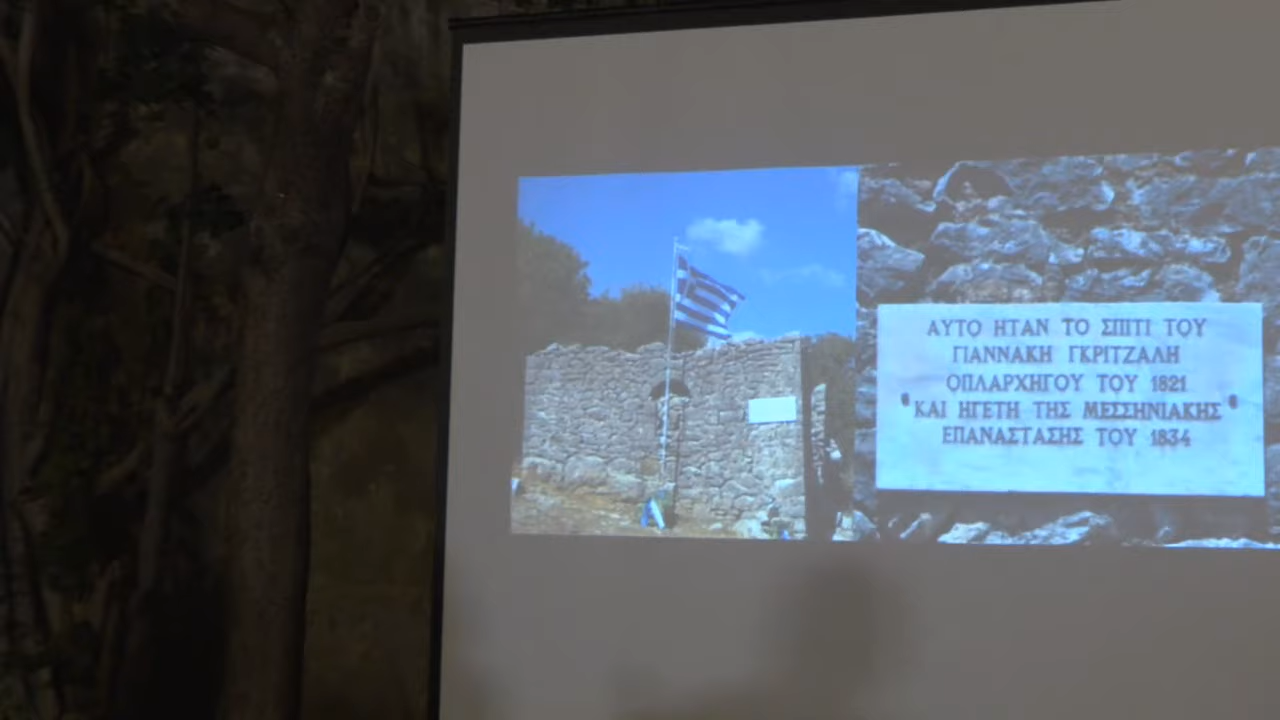 ΑΥΤΟ ΗΤΑΝ ΤΟ ΣΠΙΤΙ ΤΟΥ
ΓΙΑΝΝΑΚΗ ΓΚΡΙΤΖΑΛΗ
ΟΠΛΑΡΧΗΓΟΥ ΤΟΥ 1821
ΚΑΙ ΗΓΕΤΗ ΤΗΣ ΜΕΣΣΗΝΙΑΚΗΣ
ΕΠΑΝΑΣΤΑΣΗΣ ΤΟΥ 1834